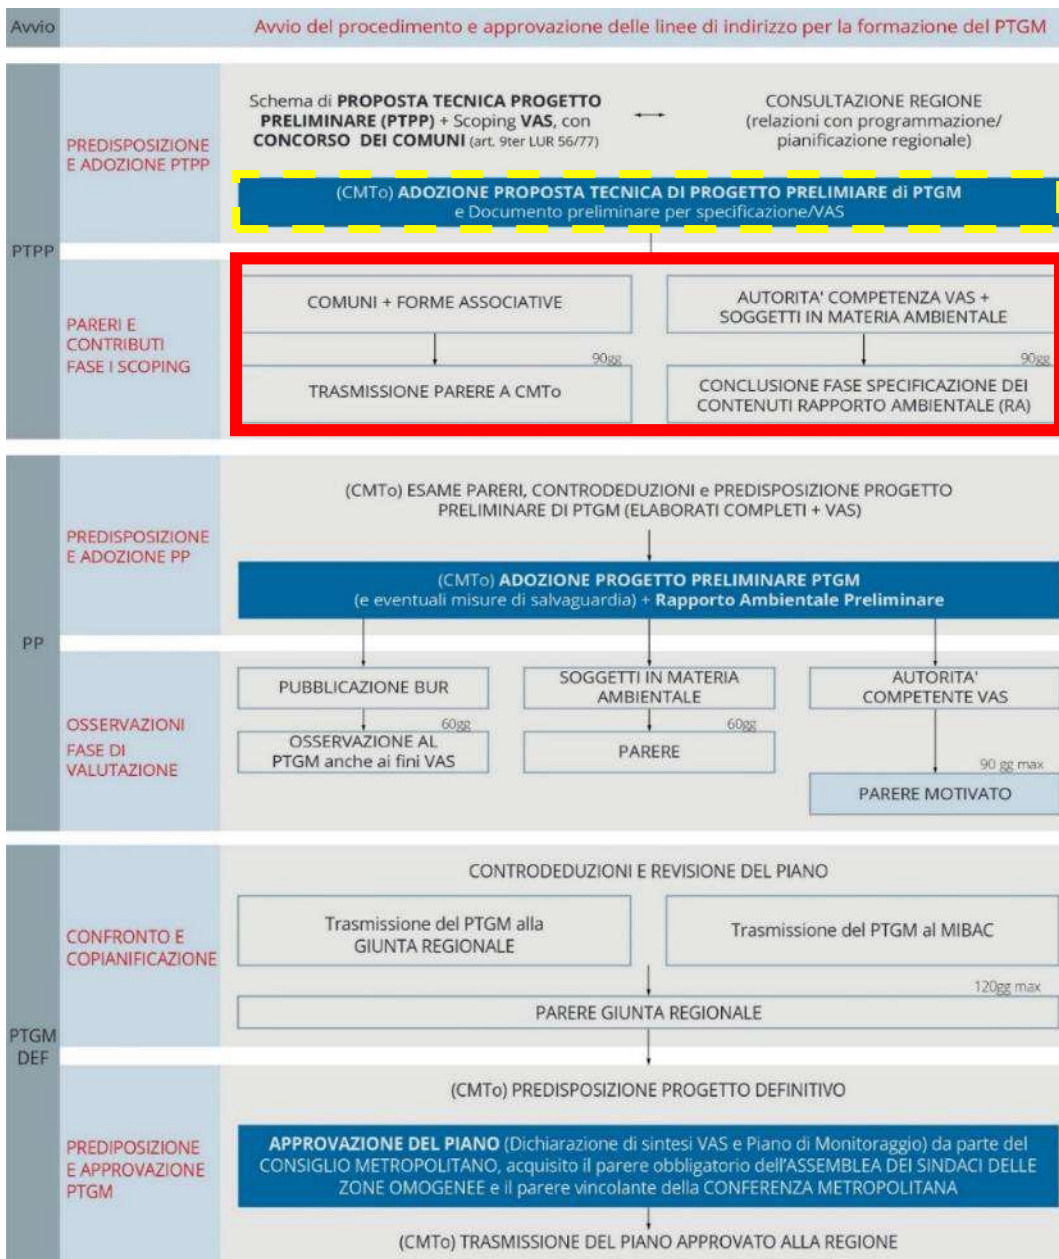 Avvio
Avvio del procedimento e approvazione delle linee di indirizzo per la formazione del PTGM
PTPP
PREDISPOSIZIONE
E ADOZIONE PTPP
Schema di PROPOSTA TECNICA PROGETTO
PRELIMINARE (PTPP) + Scoping VAS, con
CONCORSO DEI COMUNI (art. 9ter LUR 56/77)
CONSULTAZIONE REGIONE
(relazioni con programmazione/
pianificazione regionale)
(CMTo) ADOZIONE PROPOSTA TECNICA DI PROGETTO PRELIMIARE di PTGM
e Documento preliminare per specificazione/VAS
PARERI E
CONTRIBUTI
FASE I SCOPING
COMUNI + FORME ASSOCIATIVE
AUTORITA' COMPETENZA VAS +
SOGGETTI IN MATERIA AMBIENTALE
90gg
90gg
TRASMISSIONE PARERE A CMTo
CONCLUSIONE FASE SPECIFICAZIONE DEI
CONTENUTI RAPPORTO AMBIENTALE (RA)
PP
PREDISPOSIZIONE
E ADOZIONE PP
(CMTo) ESAME PARERI, CONTRODEDUZIONI e PREDISPOSIZIONE PROGETTO
PRELIMINARE DI PTGM (ELABORATI COMPLETI + VAS)
(CMTo) ADOZIONE PROGETTO PRELIMINARE PTGM
(e eventuali misure di salvaguardia) + Rapporto Ambientale Preliminare
OSSERVAZIONI
FASE DI
VALUTAZIONE
PUBBLICAZIONE BUR
SOGGETTI IN MATERIA
AMBIENTALE
AUTORITA'
COMPETENTE VAS
60gg
60gg
OSSERVAZIONE AL
PTGM anche ai fini VAS
PARERE
90 gg max
PARERE MOTIVATO
PTGM
DEF
CONFRONTO E
COPIANIFICAZIONE
CONTRODEDUZIONI E REVISIONE DEL PIANO
Trasmissione del PTGM alla
GIUNTA REGIONALE
Trasmissione del PTGM al MIBAC
120gg max
PARERE GIUNTA REGIONALE
PREDIPOSIZIONE
E APPROVAZIONE
PTGM
(CMTo) PREDISPOSIZIONE PROGETTO DEFINITIVO
APPROVAZIONE DEL PIANO (Dichiarazione di sintesi VAS e Piano di Monitoraggio) da parte del
CONSIGLIO METROPOLITANO, acquisito il parere obbligatorio dell'ASSEMBLEA DEI SINDACI DELLE
ZONE OMOGENEE e il parere vincolante della CONFERENZA METROPOLITANA
(CMTo) TRASMISSIONE DEL PIANO APPROVATO ALLA REGIONE